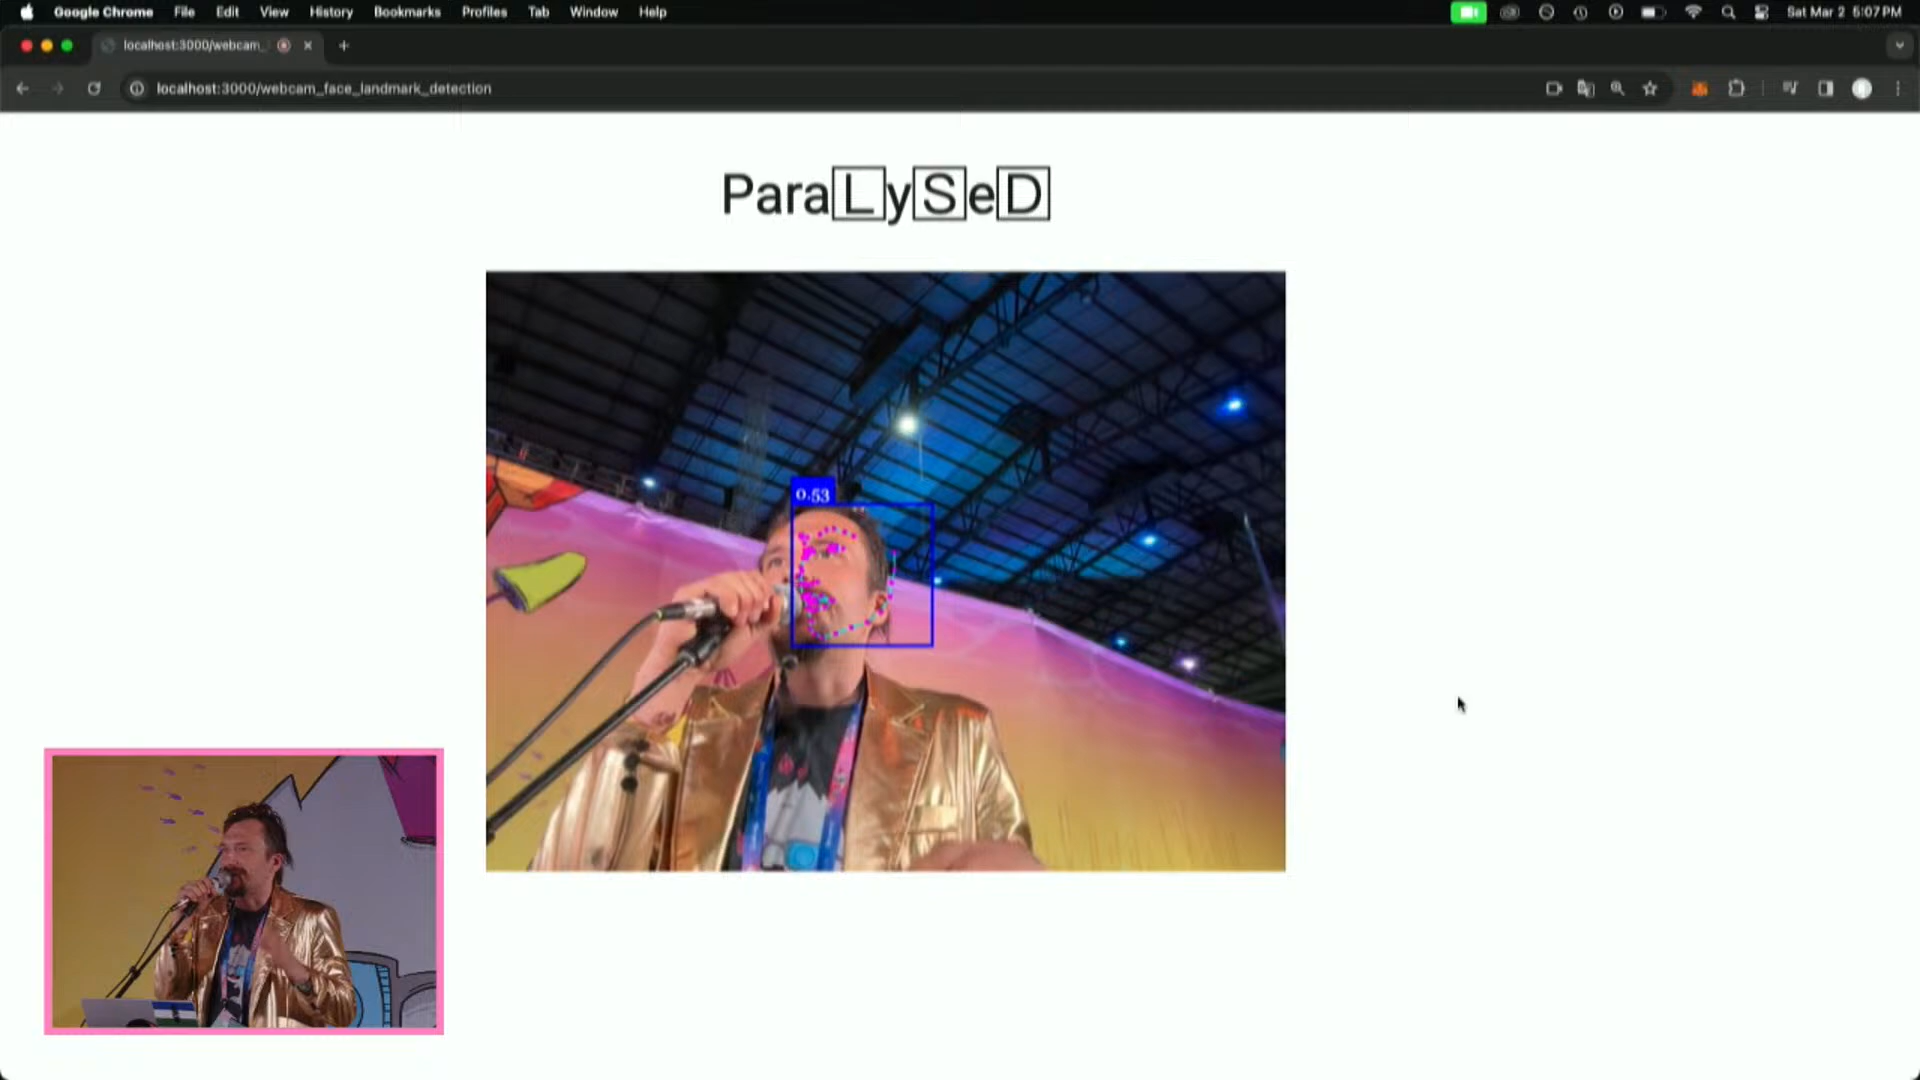 Google Chrome File Edit View History Bookmarks Profiles Tab Window Help Sat Mar 2 5:07 PM
localhost:3000/webcam_
localhost:3000/webcam_face_landmark_detection
Para🄻y🅂e🄳
0.53